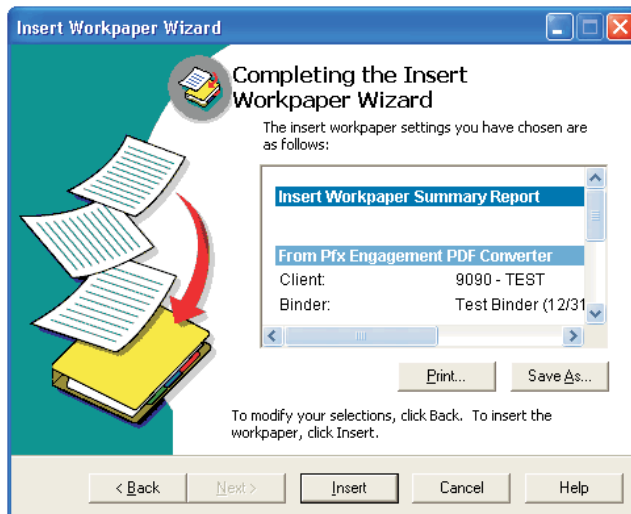 Insert Workpaper Wizard
Completing the Insert
Workpaper Wizard
The insert workpaper settings you have chosen are
as follows:
Insert Workpaper Summary Report
From Pfx Engagement PDF Converter
Client: 9090 - TEST
Binder: Test Binder (12/31
Print... Save As...
To modify your selections, click Back. To insert the
workpaper, click Insert.
< Back Next > Insert Cancel Help